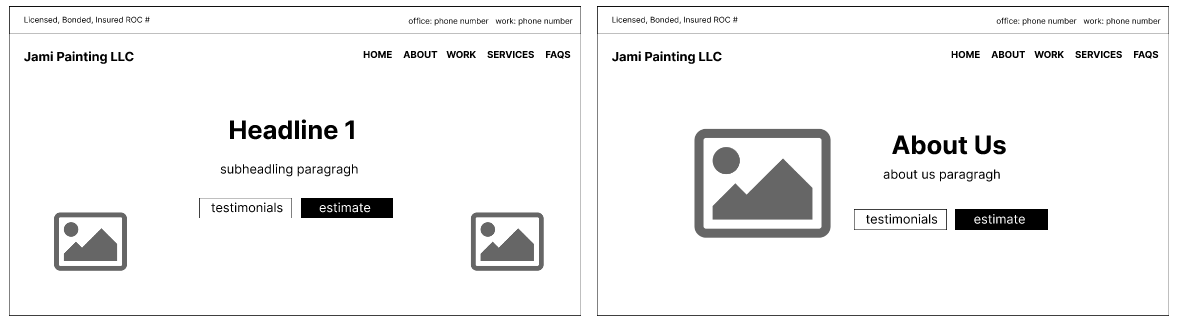 Licensed, Bonded, Insured ROC #
office: phone number work: phone number
Jami Painting LLC
HOME ABOUT WORK SERVICES FAQS
Headline 1
subheadling paragragh
testimonials estimate
Licensed, Bonded, Insured ROC #
office: phone number work: phone number
Jami Painting LLC
HOME ABOUT WORK SERVICES FAQS
About Us
about us paragragh
testimonials estimate